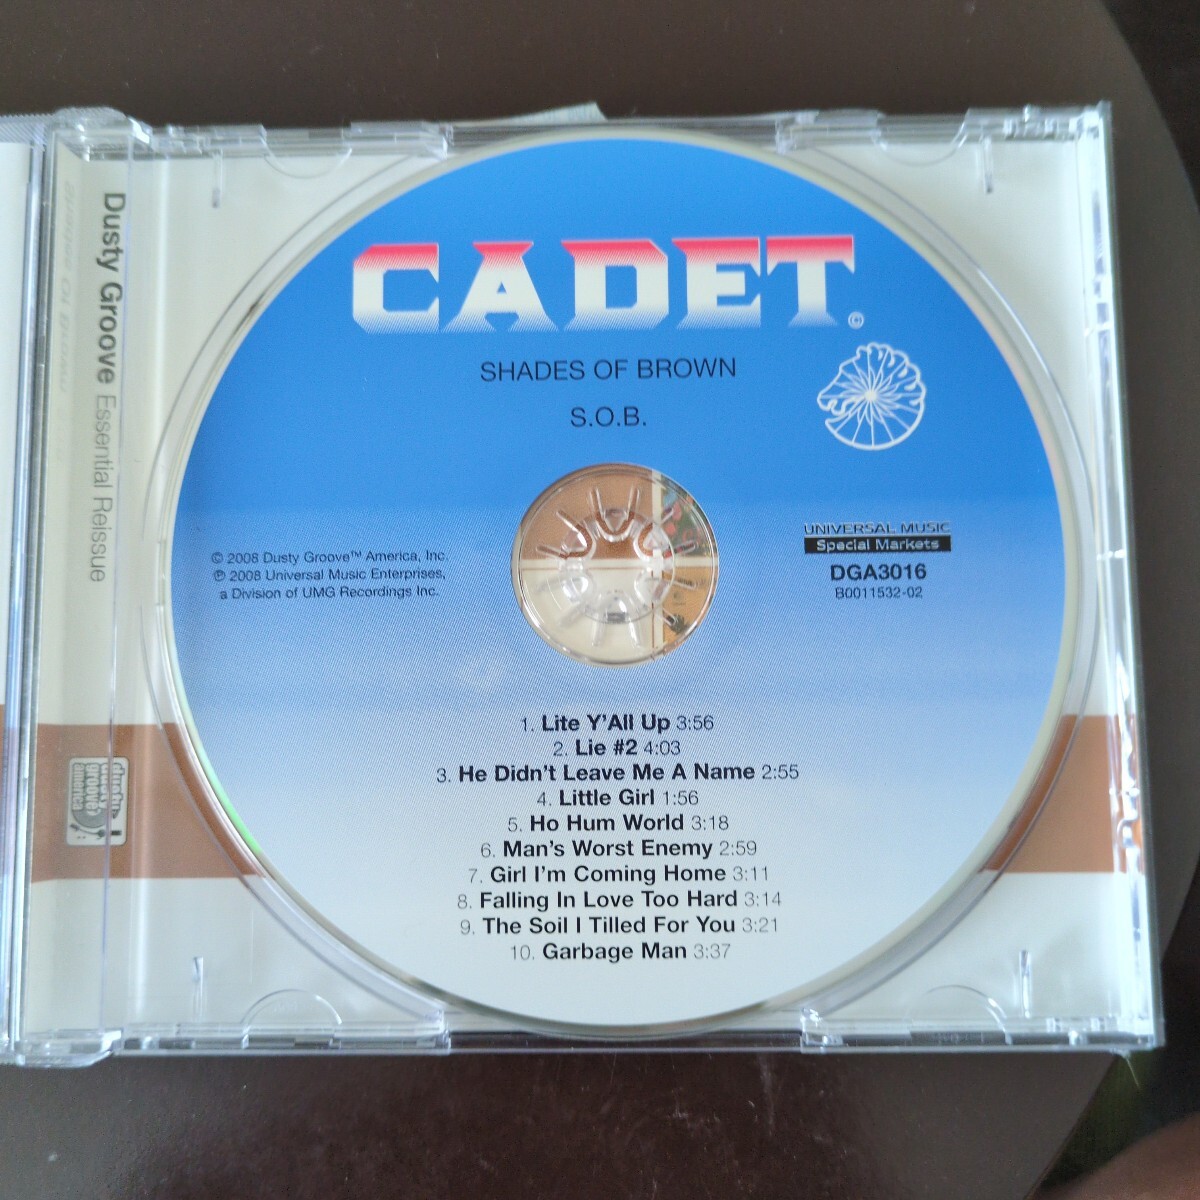 CADET
©
SHADES OF BROWN
S.O.B.
© 2008 Dusty Groove™ America, Inc.
℗ 2008 Universal Music Enterprises,
a Division of UMG Recordings Inc.
UNIVERSAL MUSIC
Special Markets
DGA3016
B0011532-02
1. Lite Y'All Up 3:56
2. Lie #2 4:03
3. He Didn't Leave Me A Name 2:55
4. Little Girl 1:56
5. Ho Hum World 3:18
6. Man's Worst Enemy 2:59
7. Girl I'm Coming Home 3:11
8. Falling In Love Too Hard 3:14
9. The Soil I Tilled For You 3:21
10. Garbage Man 3:37
Dusty Groove Essential Reissue
dusty
groove
america